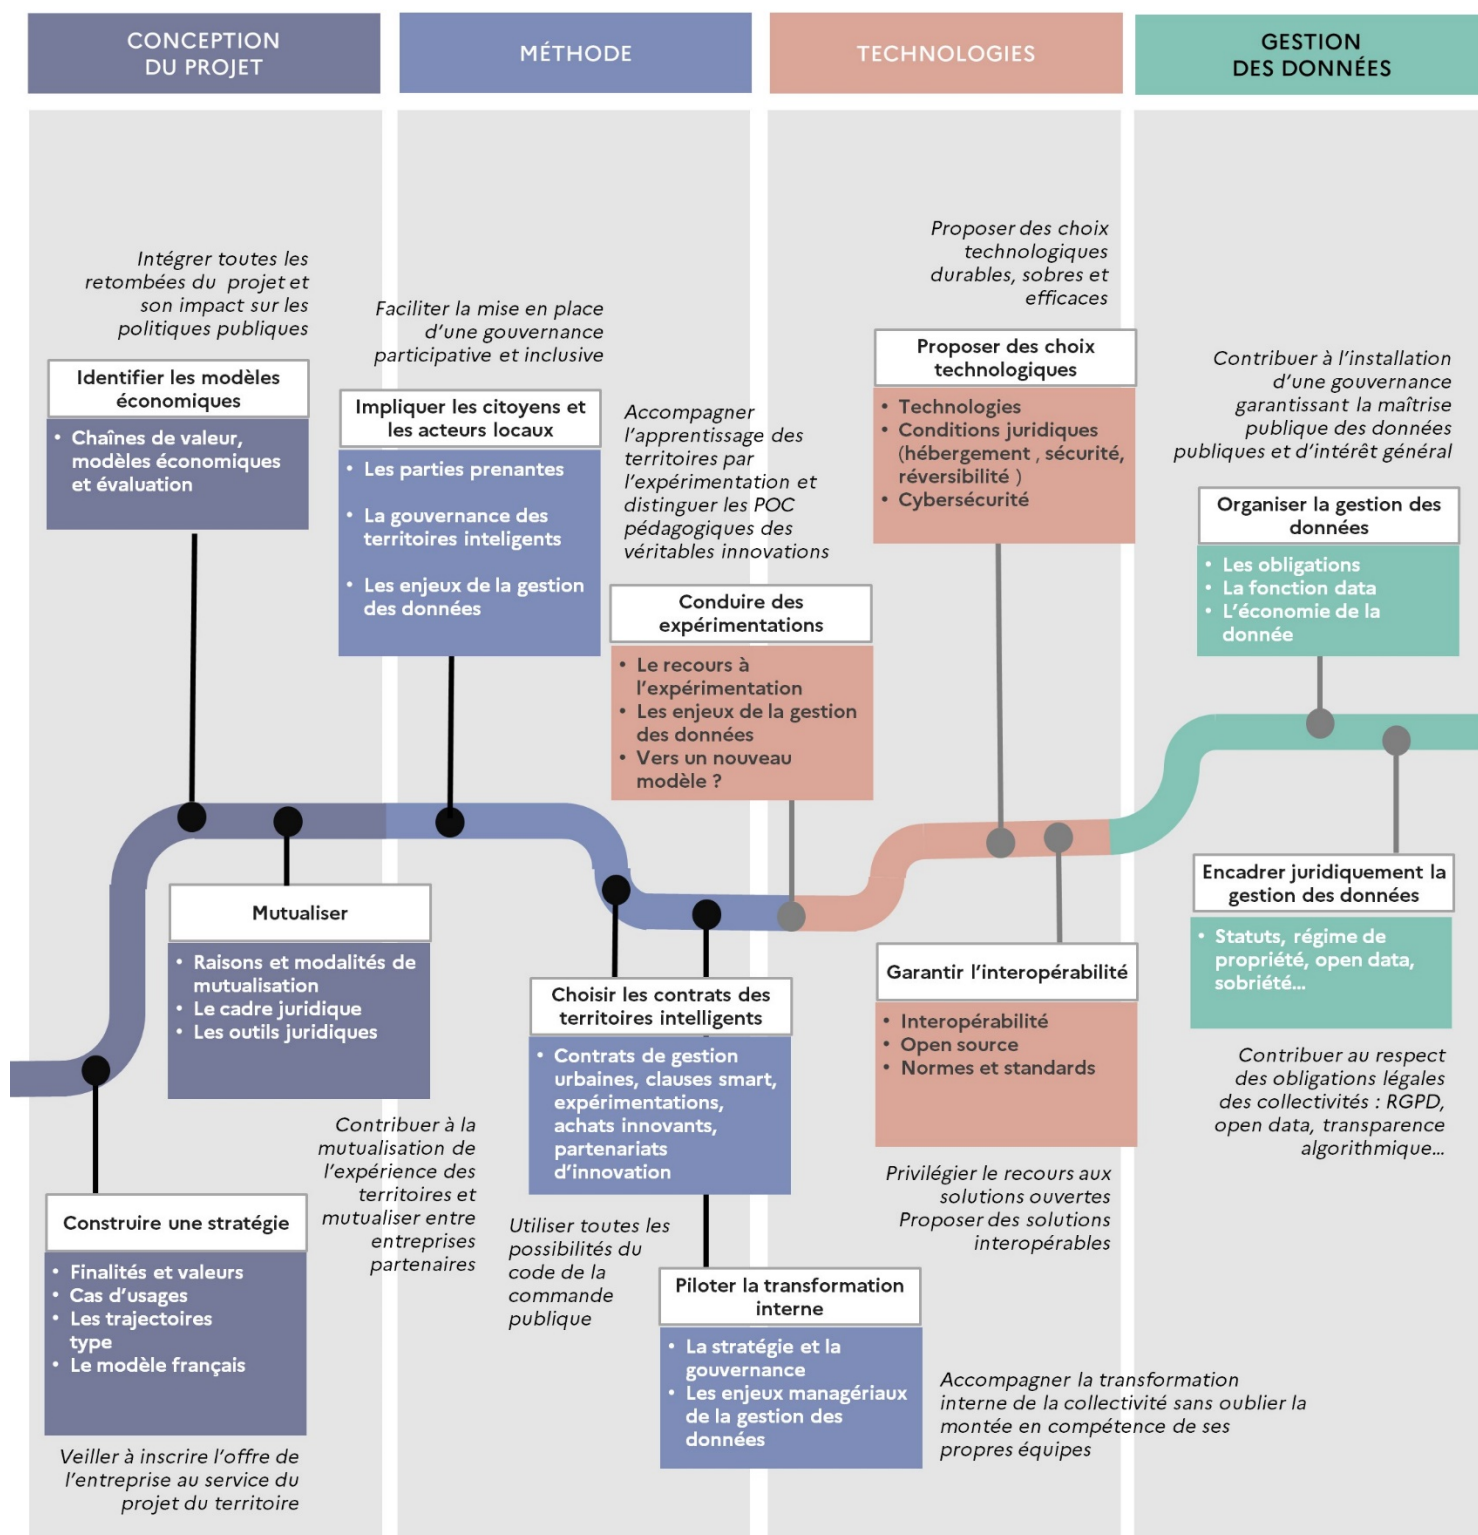 CONCEPTION
DU PROJET
MÉTHODE
TECHNOLOGIES
GESTION
DES DONNÉES
Intégrer toutes les
retombées du projet et
son impact sur les
politiques publiques
Identifier les modèles
économiques
• Chaînes de valeur,
modèles économiques
et évaluation
Mutualiser
• Raisons et modalités de
mutualisation
• Le cadre juridique
• Les outils juridiques
Contribuer à la
mutualisation de
l'expérience des
territoires et
mutualiser entre
entreprises
partenaires
Construire une stratégie
• Finalités et valeurs
• Cas d'usages
• Les trajectoires
type
• Le modèle français
Veiller à inscrire l'offre de
l'entreprise au service du
projet du territoire
Faciliter la mise en place
d'une gouvernance
participative et inclusive
Impliquer les citoyens et
les acteurs locaux
• Les parties prenantes
• La gouvernance des
territoires inteligents
• Les enjeux de la gestion
des données
Accompagner
l'apprentissage des
territoires par
l'expérimentation et
distinguer les POC
pédagogiques des
véritables innovations
Conduire des
expérimentations
• Le recours à
l'expérimentation
• Les enjeux de la gestion
des données
• Vers un nouveau
modèle ?
Choisir les contrats des
territoires intelligents
• Contrats de gestion
urbaines, clauses smart,
expérimentations,
achats innovants,
partenariats
d'innovation
Utiliser toutes les
possibilités du
code de la
commande
publique
Piloter la transformation
interne
• La stratégie et la
gouvernance
• Les enjeux managériaux
de la gestion des
données
Accompagner la transformation
interne de la collectivité sans oublier la
montée en compétence de ses
propres équipes
Proposer des choix
technologiques
durables, sobres et
efficaces
Proposer des choix
technologiques
• Technologies
• Conditions juridiques
(hébergement , sécurité,
réversibilité )
• Cybersécurité
Garantir l'interopérabilité
• Interopérabilité
• Open source
• Normes et standards
Privilégier le recours aux
solutions ouvertes
Proposer des solutions
interopérables
Contribuer à l'installation
d'une gouvernance
garantissant la maîtrise
publique des données
publiques et d'intérêt général
Organiser la gestion des
données
• Les obligations
• La fonction data
• L'économie de la
donnée
Encadrer juridiquement la
gestion des données
• Statuts, régime de
propriété, open data,
sobriété…
Contribuer au respect
des obligations légales
des collectivités : RGPD,
open data, transparence
algorithmique…